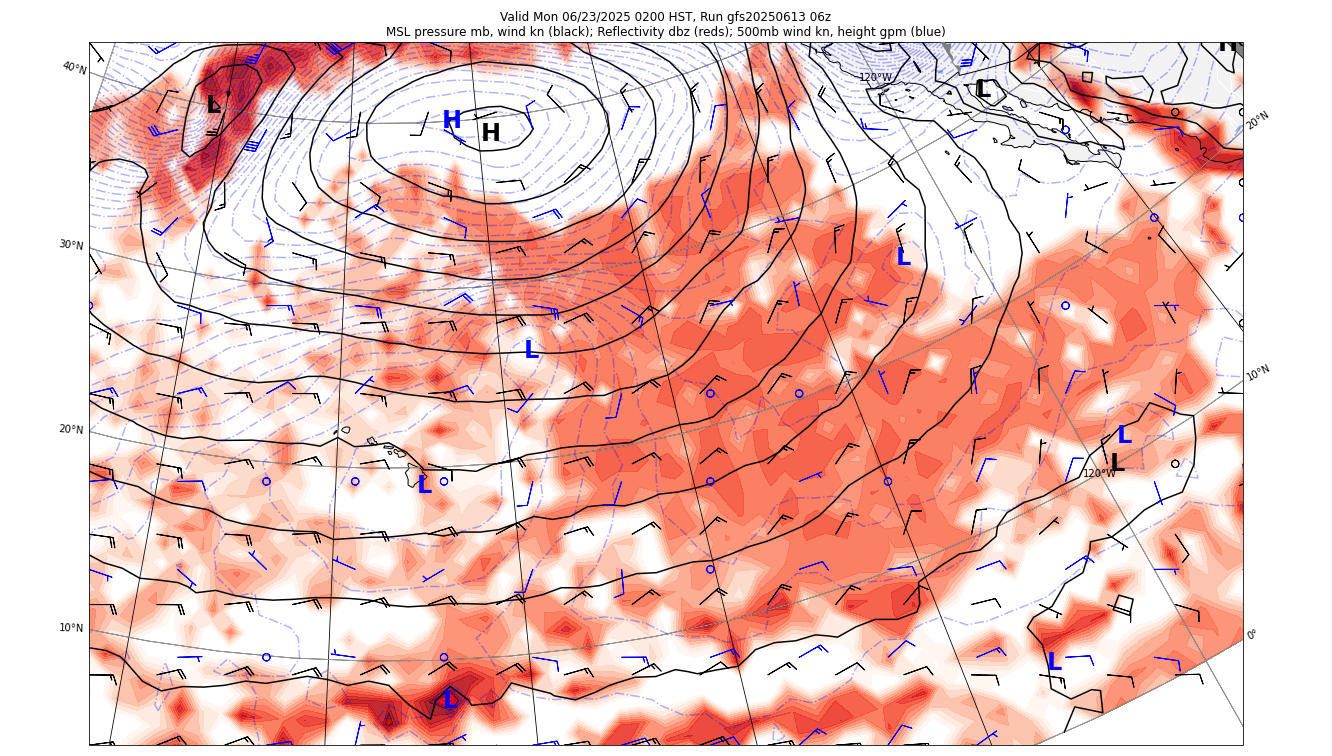 Valid Mon 06/23/2025 0200 HST, Run gfs20250613 06z
MSL pressure mb, wind kn (black); Reflectivity dbz (reds); 500mb wind kn, height gpm (blue)
H
40°N
120°W
L
L
H
H
20°N
30°N
L
L
10°N
20°N
L
L
120°W
L
10°N
0°
L
L